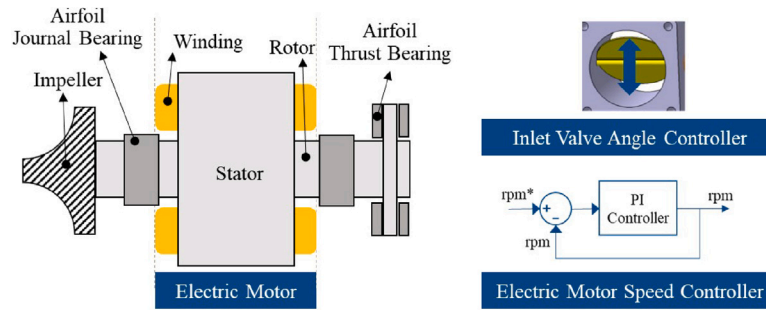 Airfoil
Journal Bearing
Winding
Rotor
Airfoil
Thrust Bearing
Impeller
Stator
Electric Motor
Inlet Valve Angle Controller
rpm*
+
−
PI
Controller
rpm
rpm
Electric Motor Speed Controller